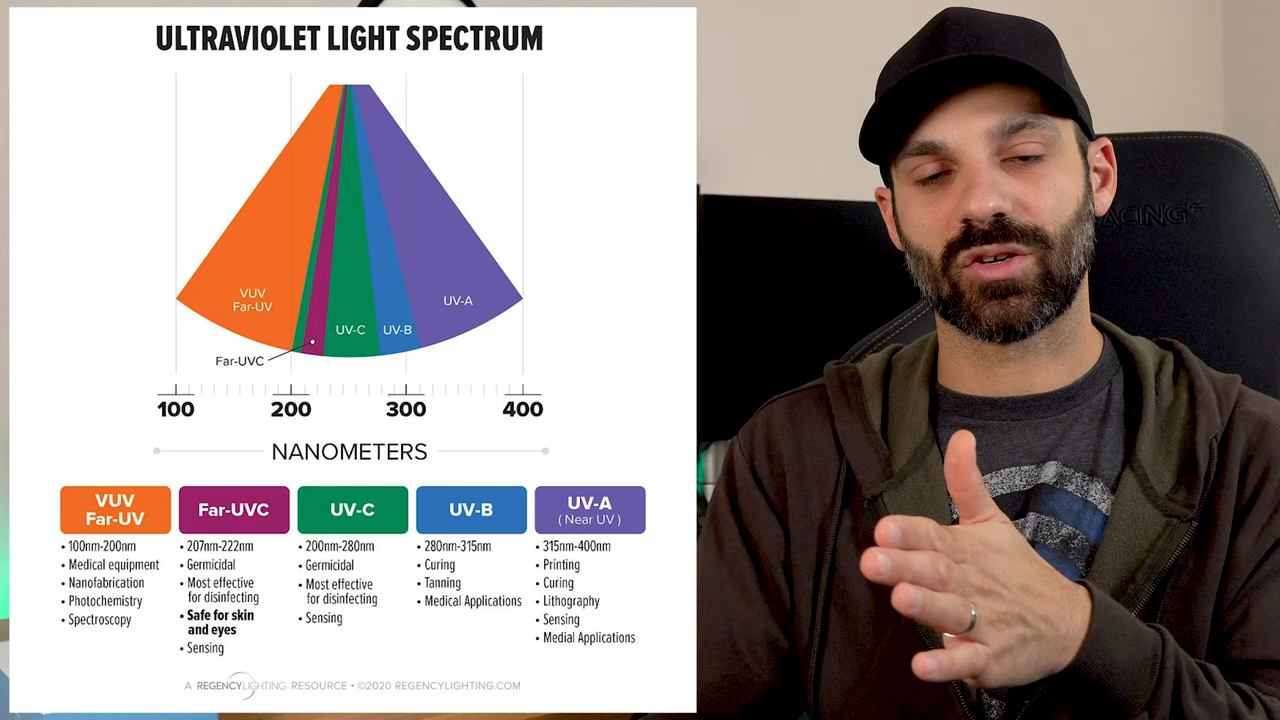 ULTRAVIOLET LIGHT SPECTRUM
VUV
Far-UV
UV-C
UV-B
UV-A
Far-UVC
100
200
300
400
NANOMETERS
VUV
Far-UV
• 100nm-200nm
• Medical equipment
• Nanofabrication
• Photochemistry
• Spectroscopy
Far-UVC
• 207nm-222nm
• Germicidal
• Most effective
for disinfecting
• Safe for skin
and eyes
• Sensing
UV-C
• 200nm-280nm
• Germicidal
• Most effective
for disinfecting
• Sensing
UV-B
• 280nm-315nm
• Curing
• Tanning
• Medical Applications
UV-A
( Near UV )
• 315nm-400nm
• Printing
• Curing
• Lithography
• Sensing
• Medial Applications
A REGENCYLIGHTING RESOURCE • ©2020 REGENCYLIGHTING.COM